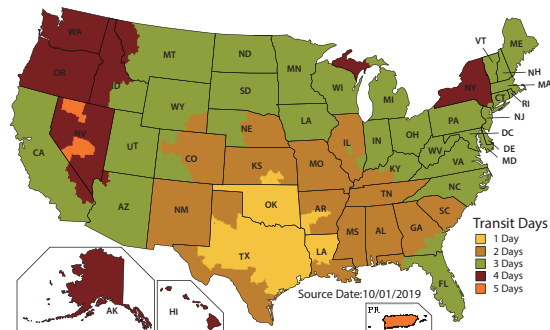 WA
OR
ID
MT
ND
MN
WI
MI
VT
ME
NH
MA
RI
CT
NY
NJ
PA
DC
DE
MD
SD
WY
NV
UT
CA
CO
NE
IA
IL
IN
OH
WV
VA
KY
KS
MO
AZ
NM
OK
AR
TN
NC
SC
TX
LA
MS
AL
GA
FL
AK
HI
PR
Transit Days
1 Day
2 Days
3 Days
4 Days
5 Days
Source Date:10/01/2019